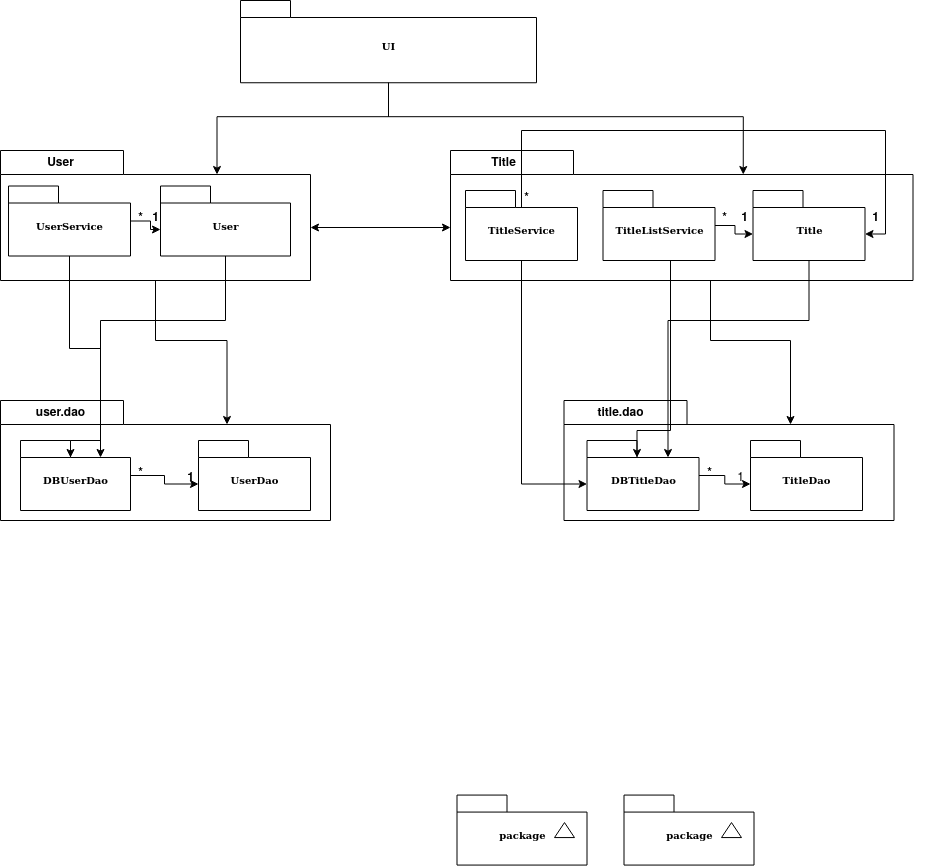 UI
User
Title
UserService
* 1
User
TitleService
*
TitleListService
* 1
Title
1
user.dao
title.dao
DBUserDao
* 1
UserDao
DBTitleDao
* 1
TitleDao
package
package